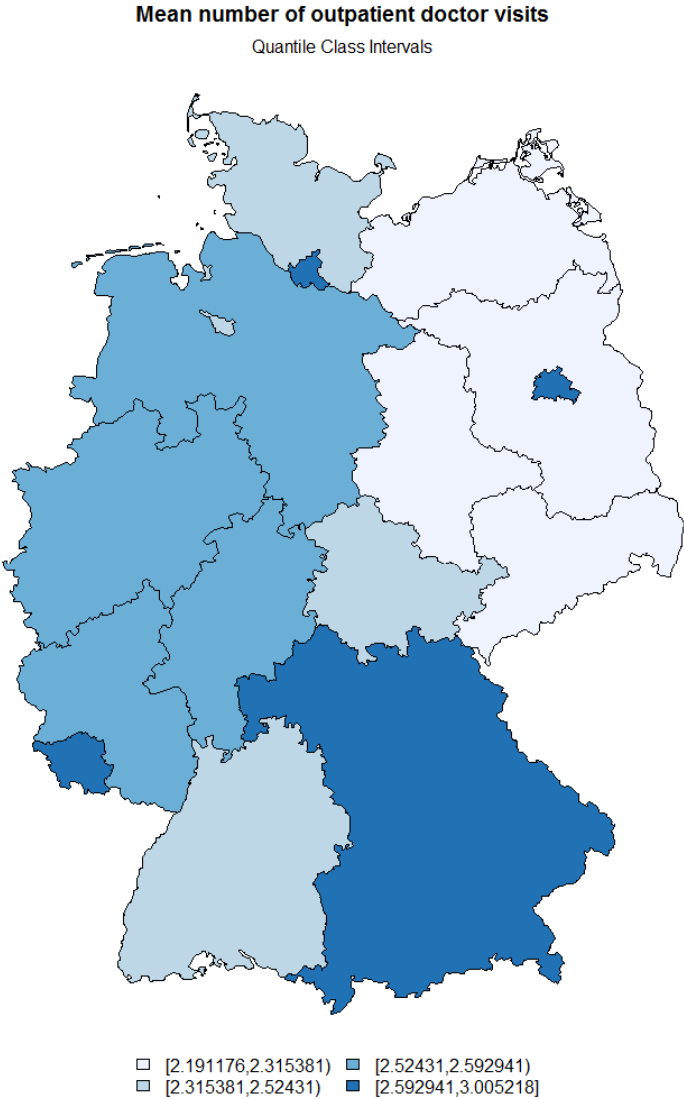 Mean number of outpatient doctor visits
Quantile Class Intervals
[2.191176,2.315381)
[2.315381,2.52431)
[2.52431,2.592941)
[2.592941,3.005218]